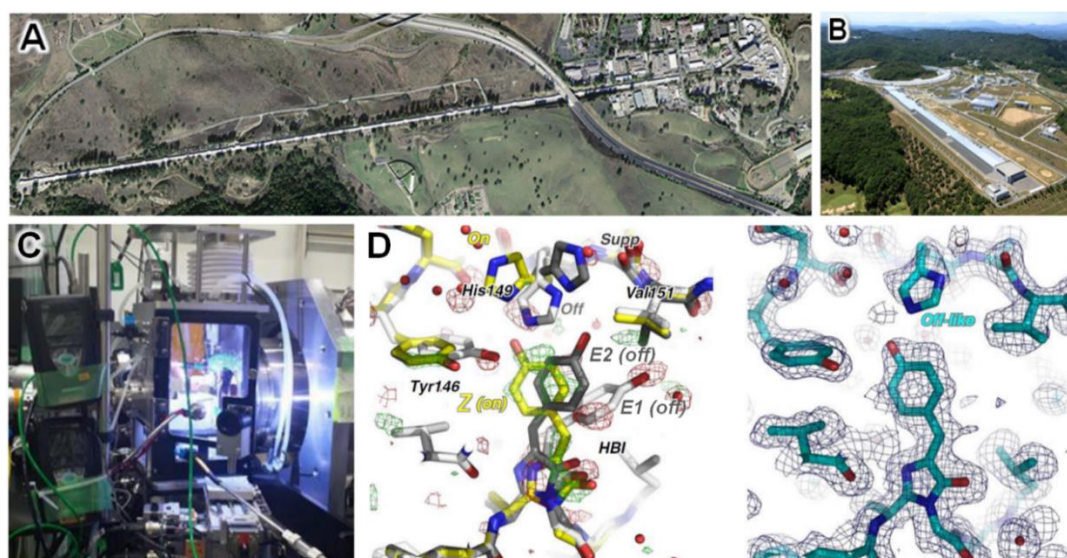 A
B
C
D
On
Supp
His149
Val151
Off
E2 (off)
Tyr146
Z (on)
E1 (off)
HBI
Off-like